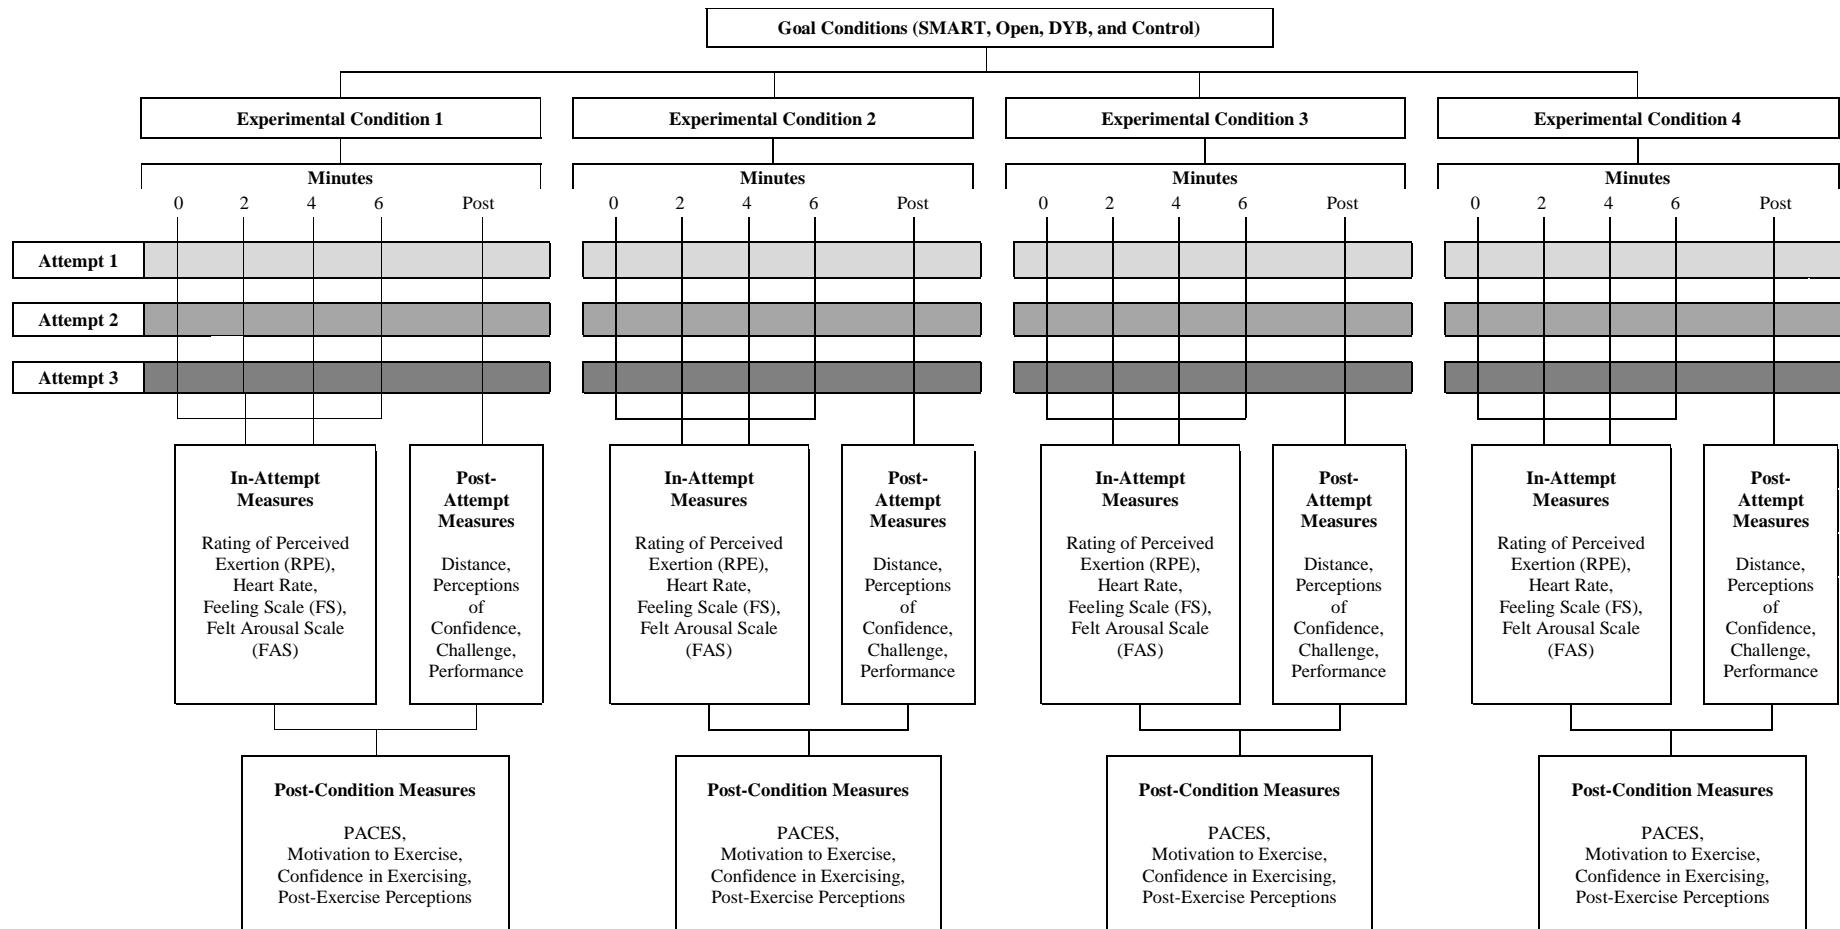 Goal Conditions (SMART, Open, DYB, and Control)
Experimental Condition 1
Experimental Condition 2
Experimental Condition 3
Experimental Condition 4
Minutes
Minutes
Minutes
Minutes
0 2 4 6 Post
0 2 4 6 Post
0 2 4 6 Post
0 2 4 6 Post
Attempt 1
Attempt 2
Attempt 3
In-Attempt
Measures
Rating of Perceived
Exertion (RPE),
Heart Rate,
Feeling Scale (FS),
Felt Arousal Scale
(FAS)
Post-
Attempt
Measures
Distance,
Perceptions
of
Confidence,
Challenge,
Performance
In-Attempt
Measures
Rating of Perceived
Exertion (RPE),
Heart Rate,
Feeling Scale (FS),
Felt Arousal Scale
(FAS)
Post-
Attempt
Measures
Distance,
Perceptions
of
Confidence,
Challenge,
Performance
In-Attempt
Measures
Rating of Perceived
Exertion (RPE),
Heart Rate,
Feeling Scale (FS),
Felt Arousal Scale
(FAS)
Post-
Attempt
Measures
Distance,
Perceptions
of
Confidence,
Challenge,
Performance
In-Attempt
Measures
Rating of Perceived
Exertion (RPE),
Heart Rate,
Feeling Scale (FS),
Felt Arousal Scale
(FAS)
Post-
Attempt
Measures
Distance,
Perceptions
of
Confidence,
Challenge,
Performance
Post-Condition Measures
PACES,
Motivation to Exercise,
Confidence in Exercising,
Post-Exercise Perceptions
Post-Condition Measures
PACES,
Motivation to Exercise,
Confidence in Exercising,
Post-Exercise Perceptions
Post-Condition Measures
PACES,
Motivation to Exercise,
Confidence in Exercising,
Post-Exercise Perceptions
Post-Condition Measures
PACES,
Motivation to Exercise,
Confidence in Exercising,
Post-Exercise Perceptions